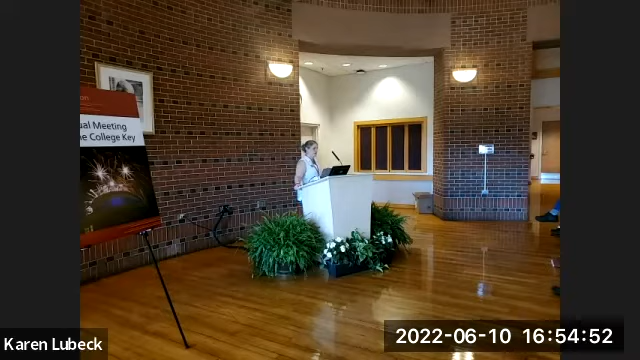 ual Meeting
e College Key
Karen Lubeck
2022-06-10 16:54:52